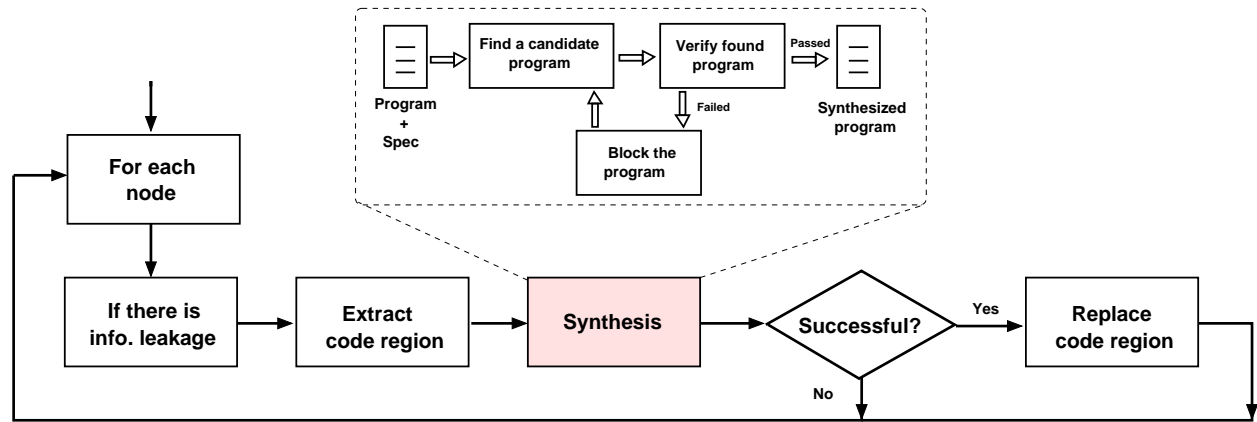 Find a candidate
program
Verify found
program
Passed
Program
+
Spec
Failed
Synthesized
program
Block the
program
For each
node
If there is
info. leakage
Extract
code region
Synthesis
Successful?
Yes
Replace
code region
No